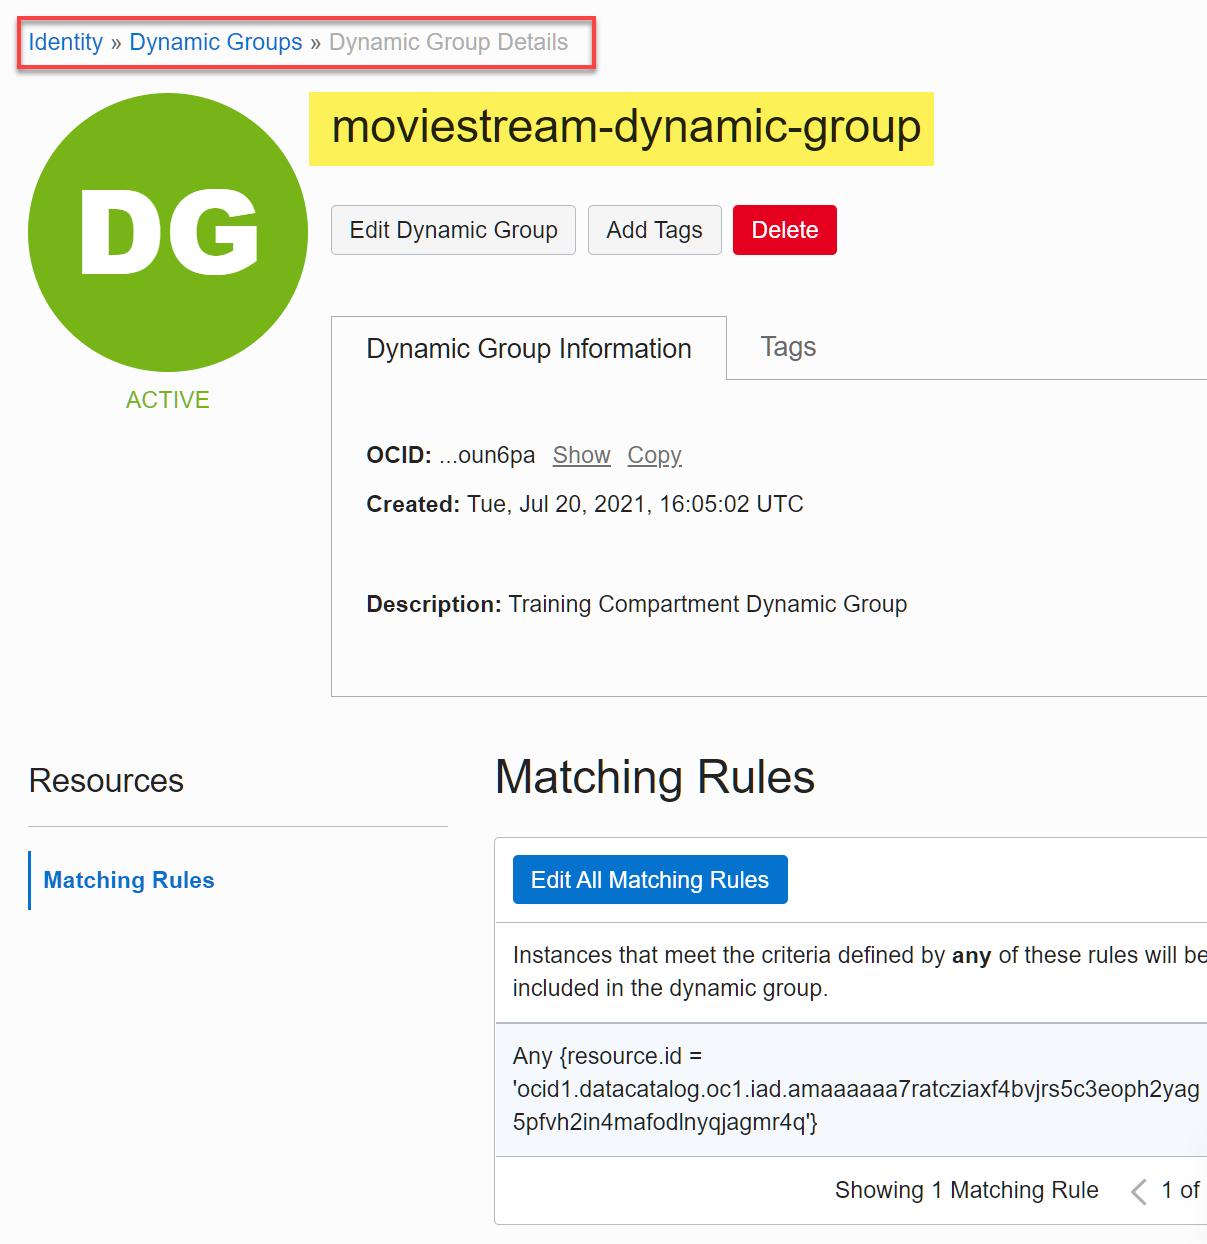 Identity » Dynamic Groups » Dynamic Group Details
DG
ACTIVE
moviestream-dynamic-group
Edit Dynamic Group Add Tags Delete
Dynamic Group Information Tags
OCID: ...oun6pa Show Copy
Created: Tue, Jul 20, 2021, 16:05:02 UTC
Description: Training Compartment Dynamic Group
Resources
Matching Rules
Matching Rules
Edit All Matching Rules
Instances that meet the criteria defined by any of these rules will be
included in the dynamic group.
Any {resource.id =
'ocid1.datacatalog.oc1.iad.amaaaaaa7ratcziaxf4bvjrs5c3eoph2yag
5pfvh2in4mafodlnyqjagmr4q'}
Showing 1 Matching Rule < 1 of